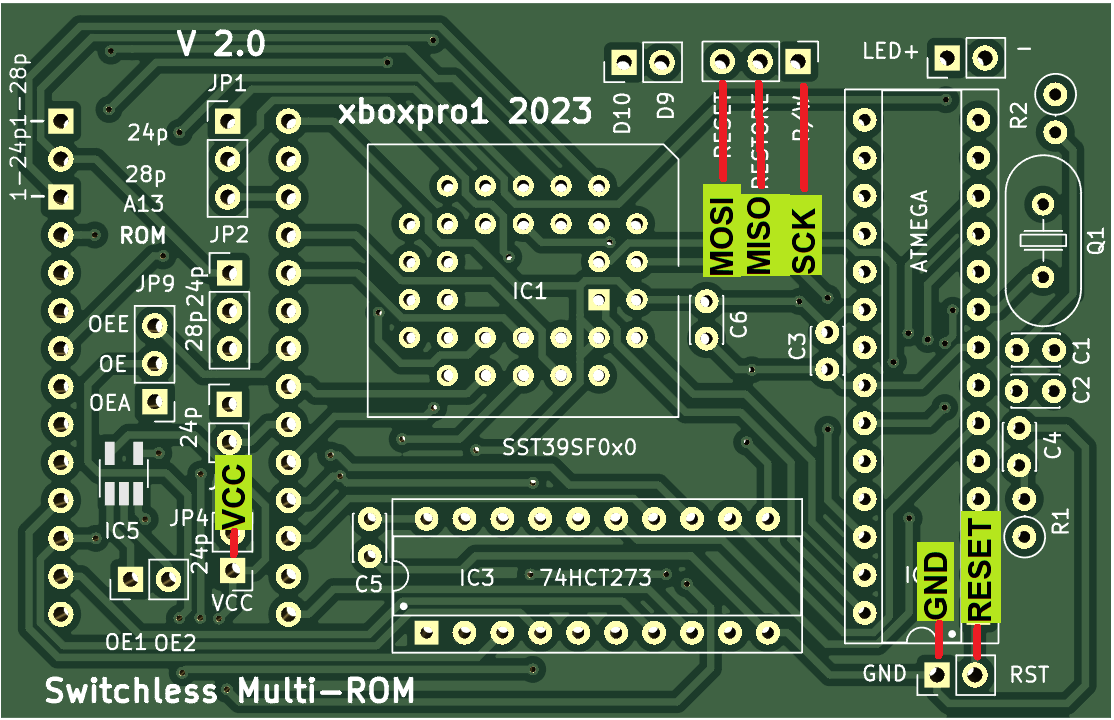 V 2.0
xboxpro1 2023
LED+
-
1-24p1-28p
JP1
24p
28p
A13
ROM
JP2
24p
28p
JP9
OEE
OE
OEA
24p
VCC
JP4
24p
VCC
IC5
OE1 OE2
D10
D9
RESET
RESTORE
R/W
MOSI
MISO
SCK
IC1
SST39SF0x0
C6
C3
C5
IC3
74HCT273
ATMEGA
R2
Q1
C1
C2
C4
R1
GND
RESET
GND
RST
Switchless Multi-ROM